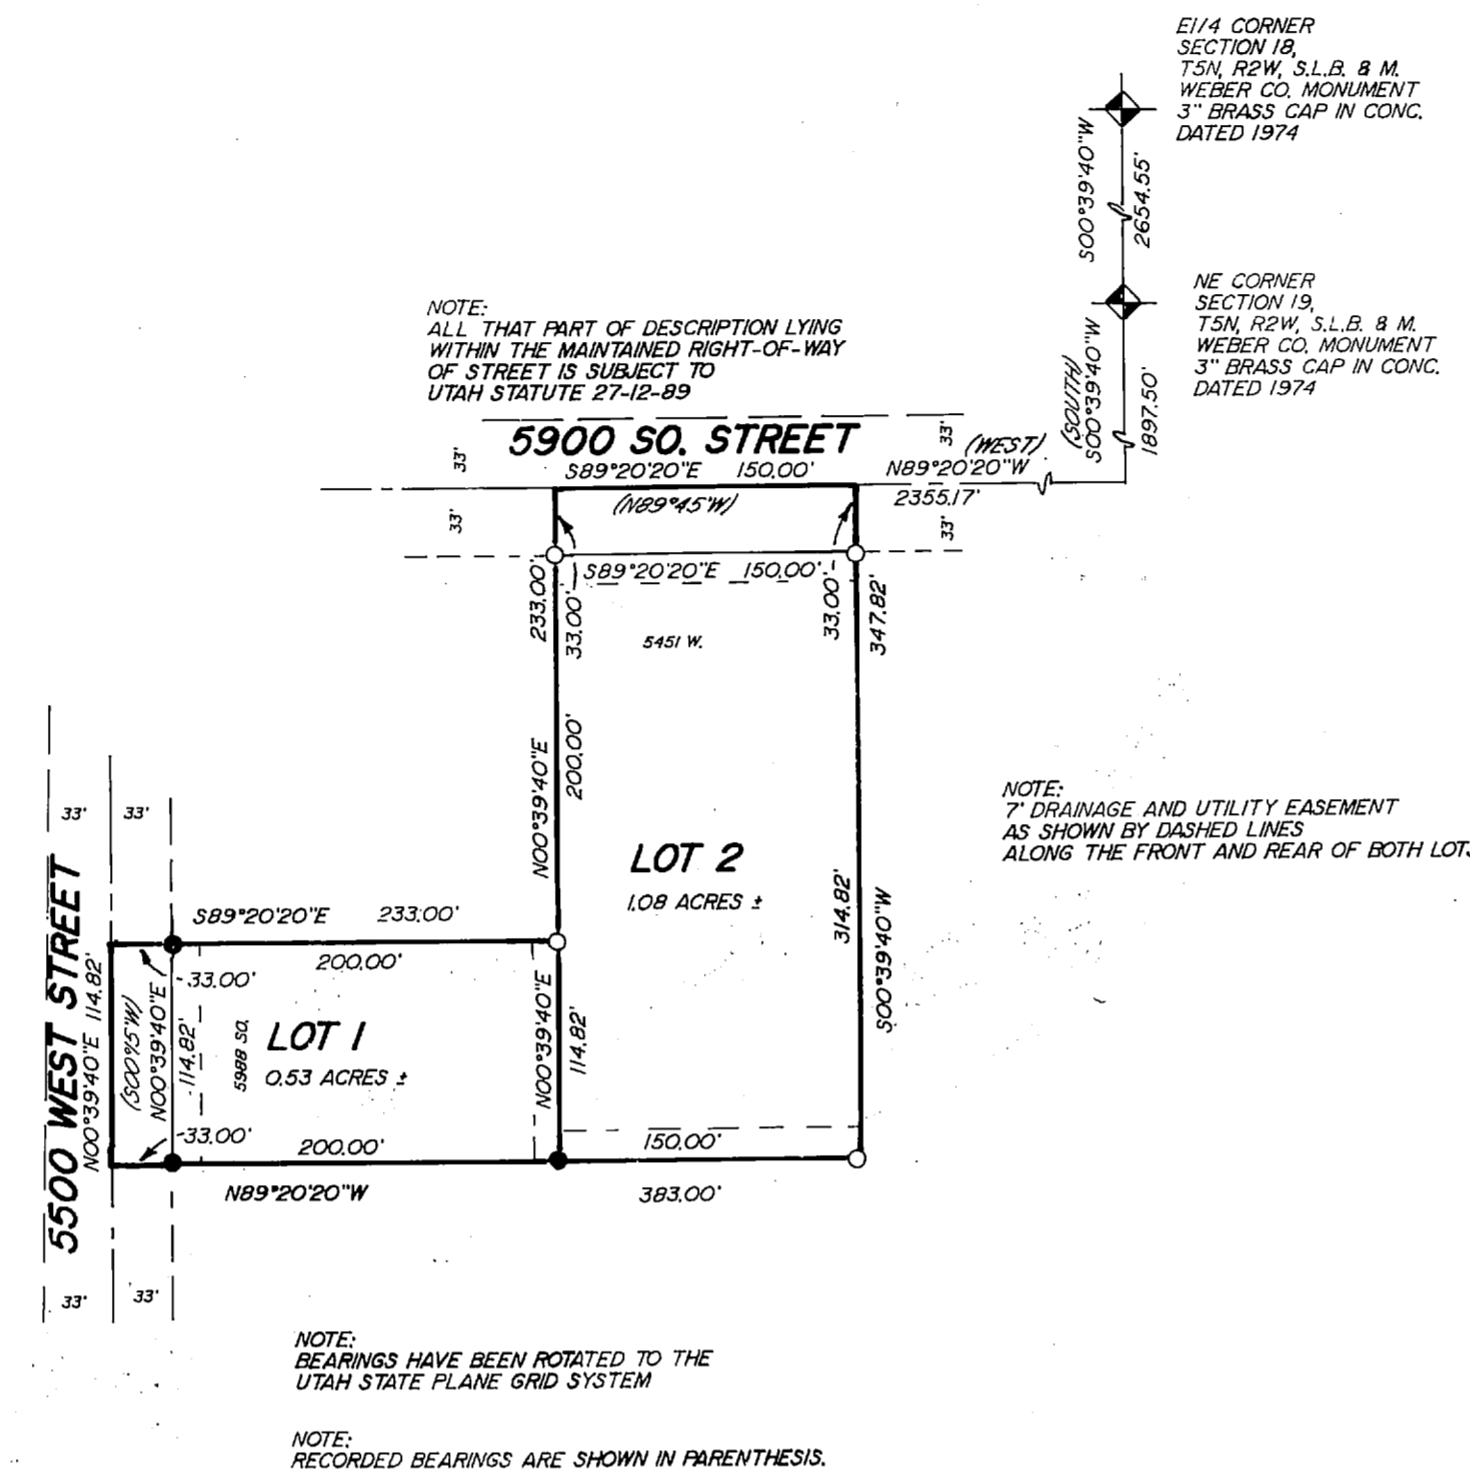 E1/4 CORNER
SECTION 18,
T5N, R2W, S.L.B. & M.
WEBER CO. MONUMENT
3" BRASS CAP IN CONC.
DATED 1974
S00°39'40"W
2654.55'
NE CORNER
SECTION 19,
T5N, R2W, S.L.B. & M.
WEBER CO. MONUMENT
3" BRASS CAP IN CONC.
DATED 1974
(SOUTH)
S00°39'40"W
1897.50'
NOTE:
ALL THAT PART OF DESCRIPTION LYING
WITHIN THE MAINTAINED RIGHT-OF-WAY
OF STREET IS SUBJECT TO
UTAH STATUTE 27-12-89
33'
5900 SO. STREET
33'
(WEST)
S89°20'20"E 150.00'
N89°20'20"W
(N89°45'W)
2355.17'
33'
33'
S89°20'20"E 150.00'
233.00'
33.00'
33.00'
347.82'
5451 W.
N00°39'40"E
200.00'
LOT 2
1.08 ACRES ±
314.82'
S00°39'40"W
NOTE:
7' DRAINAGE AND UTILITY EASEMENT
AS SHOWN BY DASHED LINES
ALONG THE FRONT AND REAR OF BOTH LOTS
33'
33'
5500 WEST STREET
N00°39'40"E 114.82'
S89°20'20"E 233.00'
200.00'
33.00'
(S00°15'W)
N00°39'40"E
114.82'
5988 SO.
LOT 1
0.53 ACRES ±
N00°39'40"E
114.82'
33.00'
200.00'
150.00'
N89°20'20"W
383.00'
33'
33'
NOTE:
BEARINGS HAVE BEEN ROTATED TO THE
UTAH STATE PLANE GRID SYSTEM
NOTE:
RECORDED BEARINGS ARE SHOWN IN PARENTHESIS.